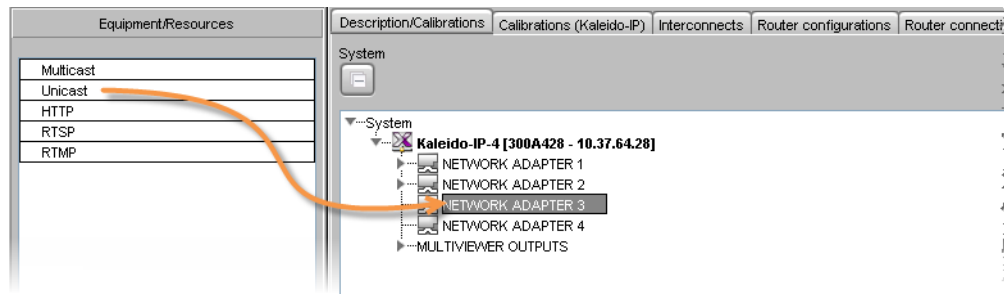 Equipment/Resources
Multicast
Unicast
HTTP
RTSP
RTMP
Description/Calibrations Calibrations (Kaleido-IP) Interconnects Router configurations Router connecti
System
System
Kaleido-IP-4 [300A428 - 10.37.64.28]
NETWORK ADAPTER 1
NETWORK ADAPTER 2
NETWORK ADAPTER 3
NETWORK ADAPTER 4
MULTIVIEWER OUTPUTS